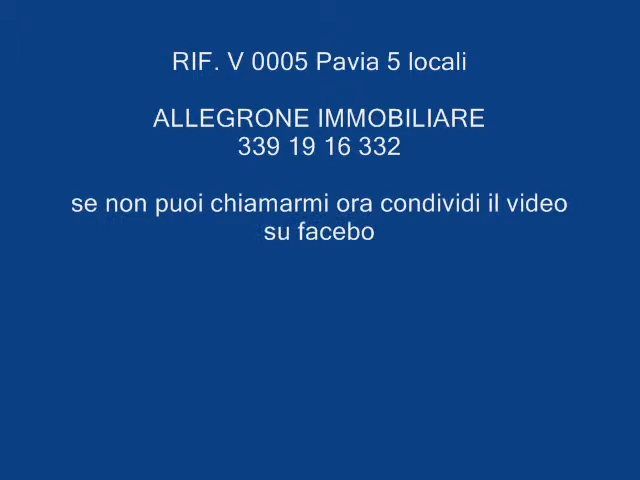 RIF. V 0005 Pavia 5 locali
ALLEGRONE IMMOBILIARE
339 19 16 332
se non puoi chiamarmi ora condividi il video
su facebo